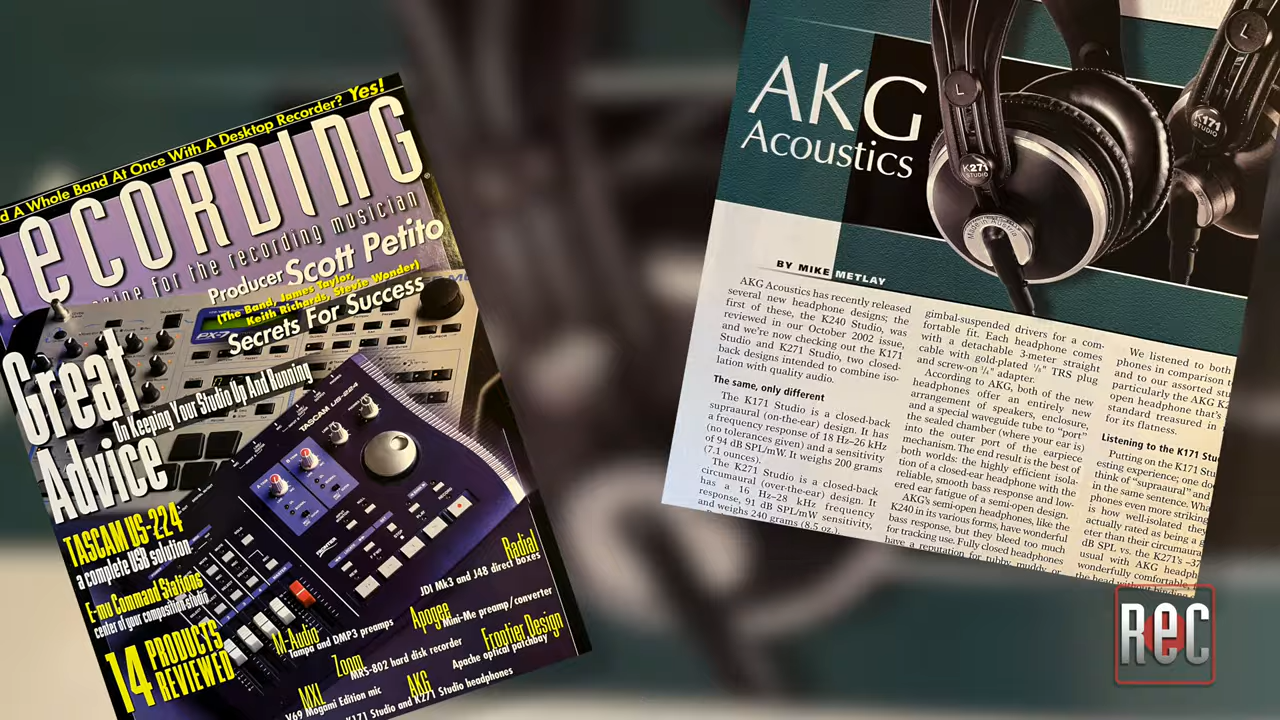 d A Whole Band At Once With A Desktop Recorder? Yes!
RECORDING
for the recording musician
Producer Scott Petito
(The Band, James Taylor,
Keith Richards, Stevie Wonder)
Secrets For Success
Great
On Keeping Your Studio Up And Running
Advice
TASCAM US-224
TASCAM US-224
a complete USB solution
E-mu Command Stations
center of your composition studio
14 PRODUCTS
REVIEWED
Radial
JDI Mk3 and J48 direct boxes
Apogee
Mini-Me preamp/converter
M-Audio
Tampa and DMP3 preamps
Frontier Design
Apache optical patchbay
Zoom
MRS-802 hard disk recorder
MXL
V69 Mogami Edition mic
AKG
K171 Studio and K271 Studio headphones
AKG
Acoustics
L
L
K271
STUDIO
K171
STUDIO
Made in Austria
BY MIKE METLAY
AKG Acoustics has recently released
several new headphone designs; the
first of these, the K240 Studio, was
reviewed in our October 2002 issue,
and we're now checking out the K171
Studio and K271 Studio, two closed-
back designs intended to combine iso-
lation with quality audio.
The same, only different
The K171 Studio is a closed-back
supraaural (on-the-ear) design. It has
a frequency response of 18 Hz–26 kHz
(no tolerances given) and a sensitivity
of 94 dB SPL/mW. It weighs 200 grams
(7.1 ounces).
The K271 Studio is a closed-back
circumaural (over-the-ear) design. It
has a 16 Hz–28 kHz frequency
response, 91 dB SPL/mW sensitivity,
and weighs 240 grams (8.5 oz.)
gimbal-suspended drivers for a com-
fortable fit. Each headphone comes
with a detachable 3-meter straight
cable with gold-plated 1/8" TRS plug
and screw-on 1/4" adapter.
According to AKG, both of the new
headphones offer an entirely new
arrangement of speakers, enclosure,
and a special waveguide tube to "port"
the sealed chamber (where your ear is)
into the outer port of the earpiece
mechanism. The end result is the best of
both worlds: the highly efficient isola-
tion of a closed-ear headphone with the
reliable, smooth bass response and low-
ered ear fatigue of a semi-open design.
AKG's semi-open headphones, like the
K240 in its various forms, have wonderful
bass response, but they bleed too much
for tracking use. Fully closed headphones
have a reputation for tubby, muddy, or
We listened to both
phones in comparison
and to our assorted stu
particularly the AKG K
open headphone that's
standard treasured in
for its flatness.
Listening to the K171 Stu
Putting on the K171 Stu
esting experience; one do
think of "supraaural" and
in the same sentence. Wha
phones even more striking
how well-isolated the
actually rated as being a
eter than their circumaura
dB SPL vs. the K271's -37
usual with AKG headph
wonderfully comfortable,
the head without
REC